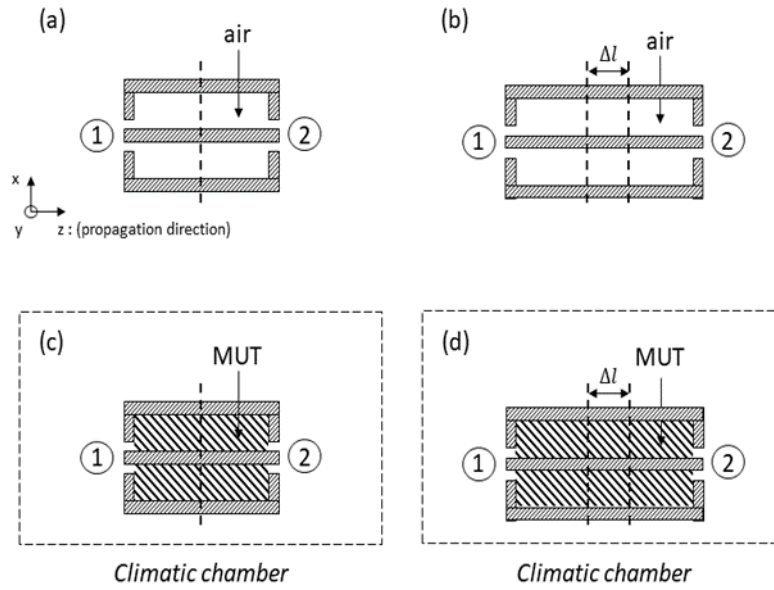 (a)
air
1
2
x
y
z : (propagation direction)
(b)
Δl
air
1
2
(c)
MUT
1
2
Climatic chamber
(d)
Δl
MUT
1
2
Climatic chamber